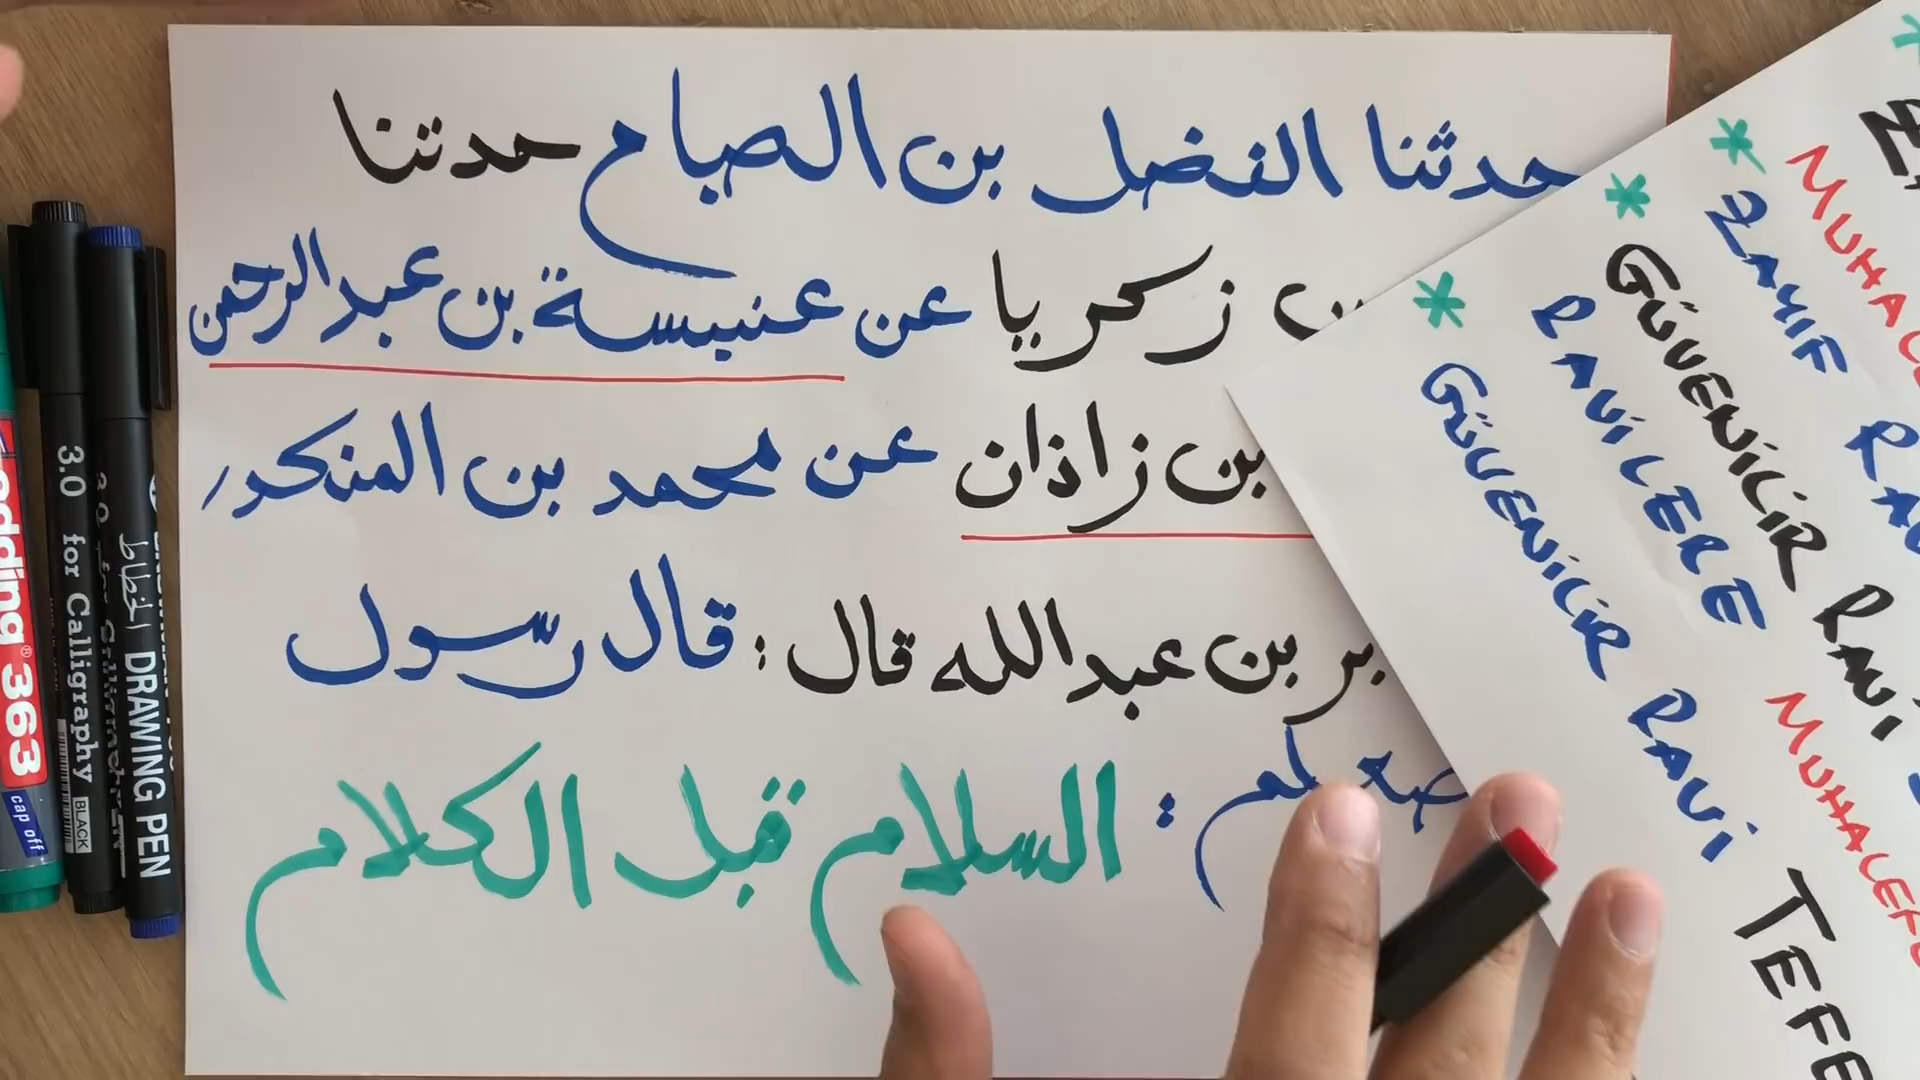 حدثنا الفضل بن الصباح حدثنا
بن زكريا عن عنبسة بن عبد الرحمن
بن زاذان عن محمد بن المنكدر
بن عبد الله قال : قال رسول
السلام قبل الكلام
MUHALEFE
ZAYIF RAVİ
GÜVENİLİR RAVİ
RAVİLERE
MUHALEFE
GÜVENİLİR RAVİ
TEFE
edding 363
cap off
3.0 for Calligraphy
BLACK
الخطاط DRAWING PEN